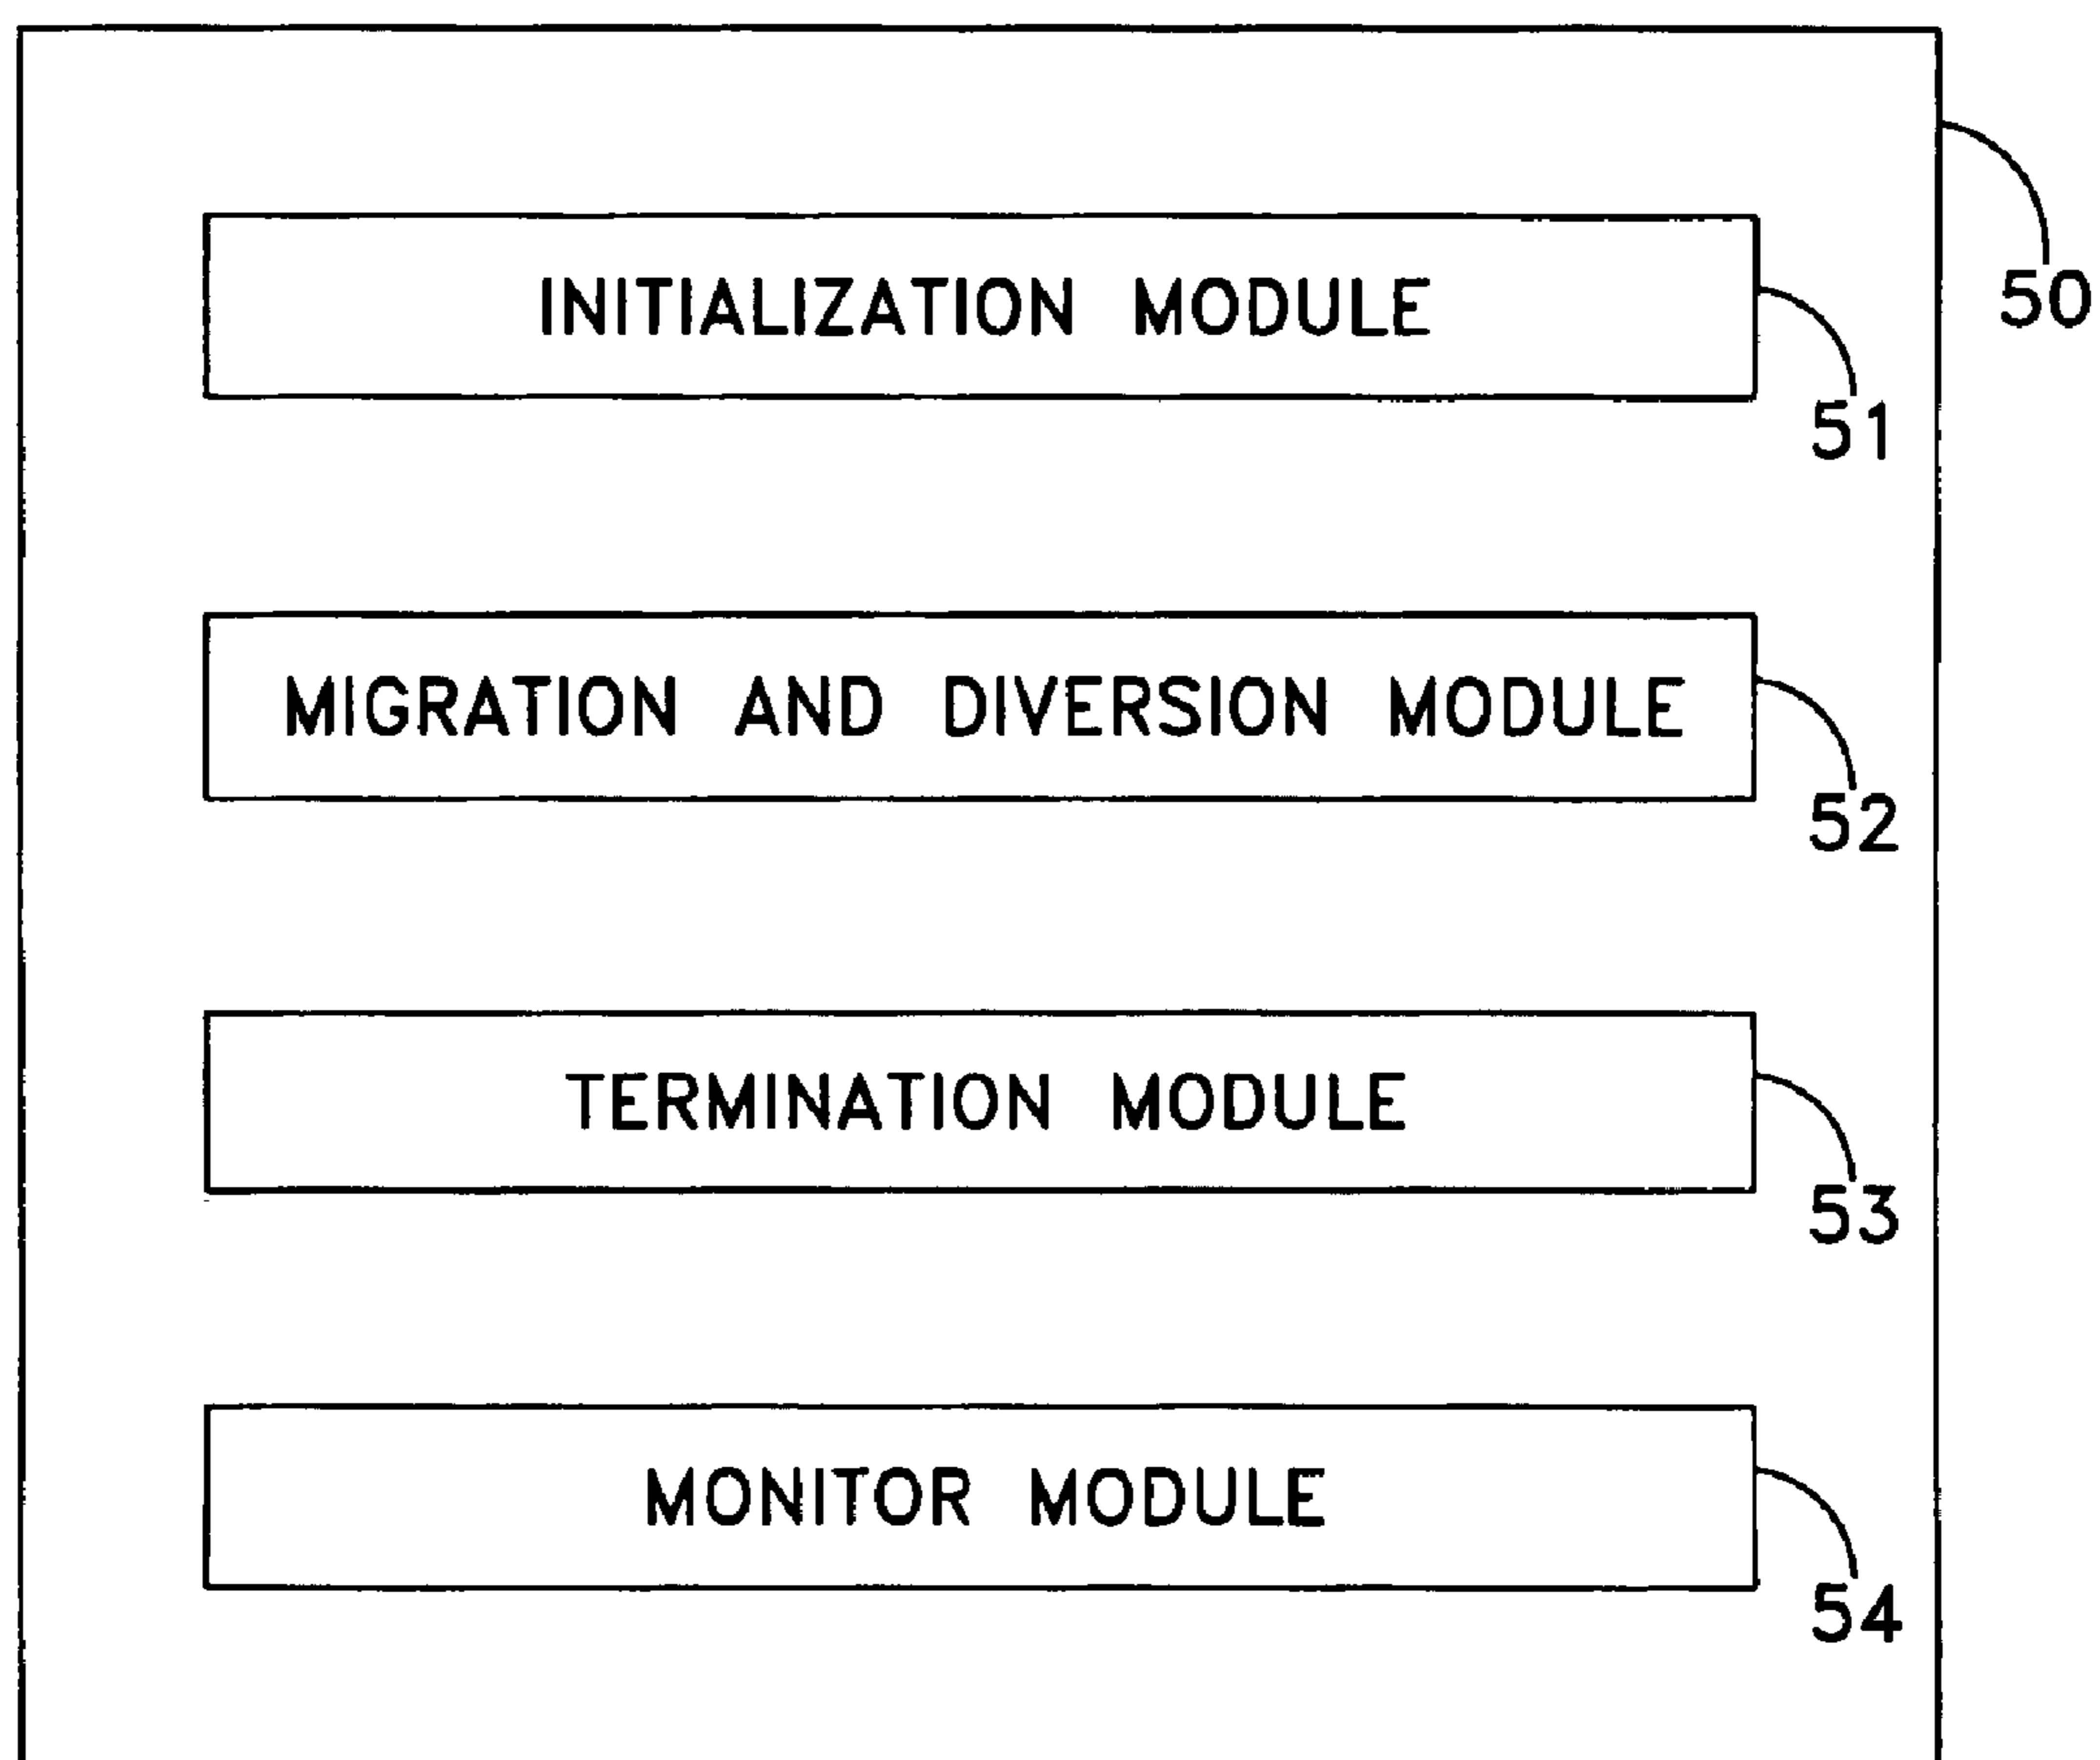 INITIALIZATION MODULE
50
51
MIGRATION AND DIVERSION MODULE
52
TERMINATION MODULE
53
MONITOR MODULE
54